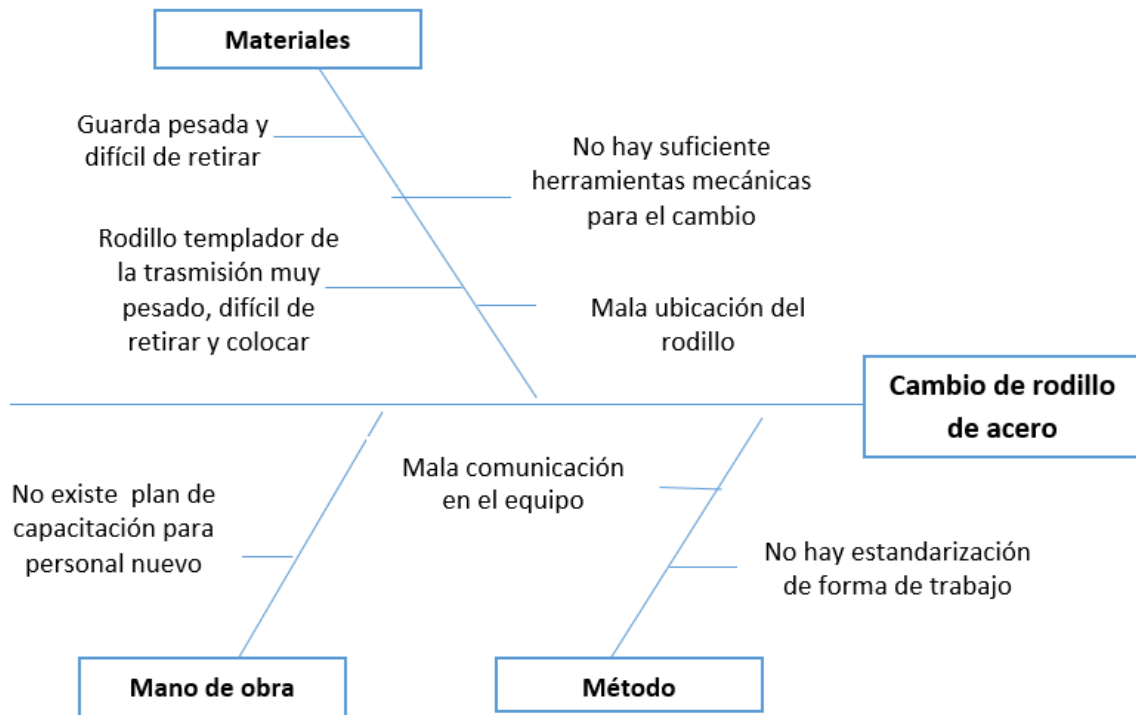 Materiales
Guarda pesada y
difícil de retirar
No hay suficiente
herramientas mecánicas
para el cambio
Rodillo templador de
la trasmisión muy
pesado, difícil de
retirar y colocar
Mala ubicación del
rodillo
Cambio de rodillo
de acero
Mala comunicación
en el equipo
No existe plan de
capacitación para
personal nuevo
No hay estandarización
de forma de trabajo
Mano de obra
Método